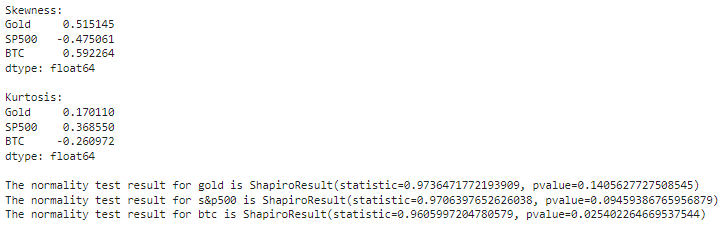 Skewness:
Gold     0.515145
SP500   -0.475061
BTC      0.592264
dtype: float64
Kurtosis:
Gold     0.170110
SP500    0.368550
BTC     -0.260972
dtype: float64
The normality test result for gold is ShapiroResult(statistic=0.9736471772193909, pvalue=0.1405627727508545)
The normality test result for s&p500 is ShapiroResult(statistic=0.9706397652626038, pvalue=0.09459386765956879)
The normality test result for btc is ShapiroResult(statistic=0.9605997204780579, pvalue=0.025402264669537544)